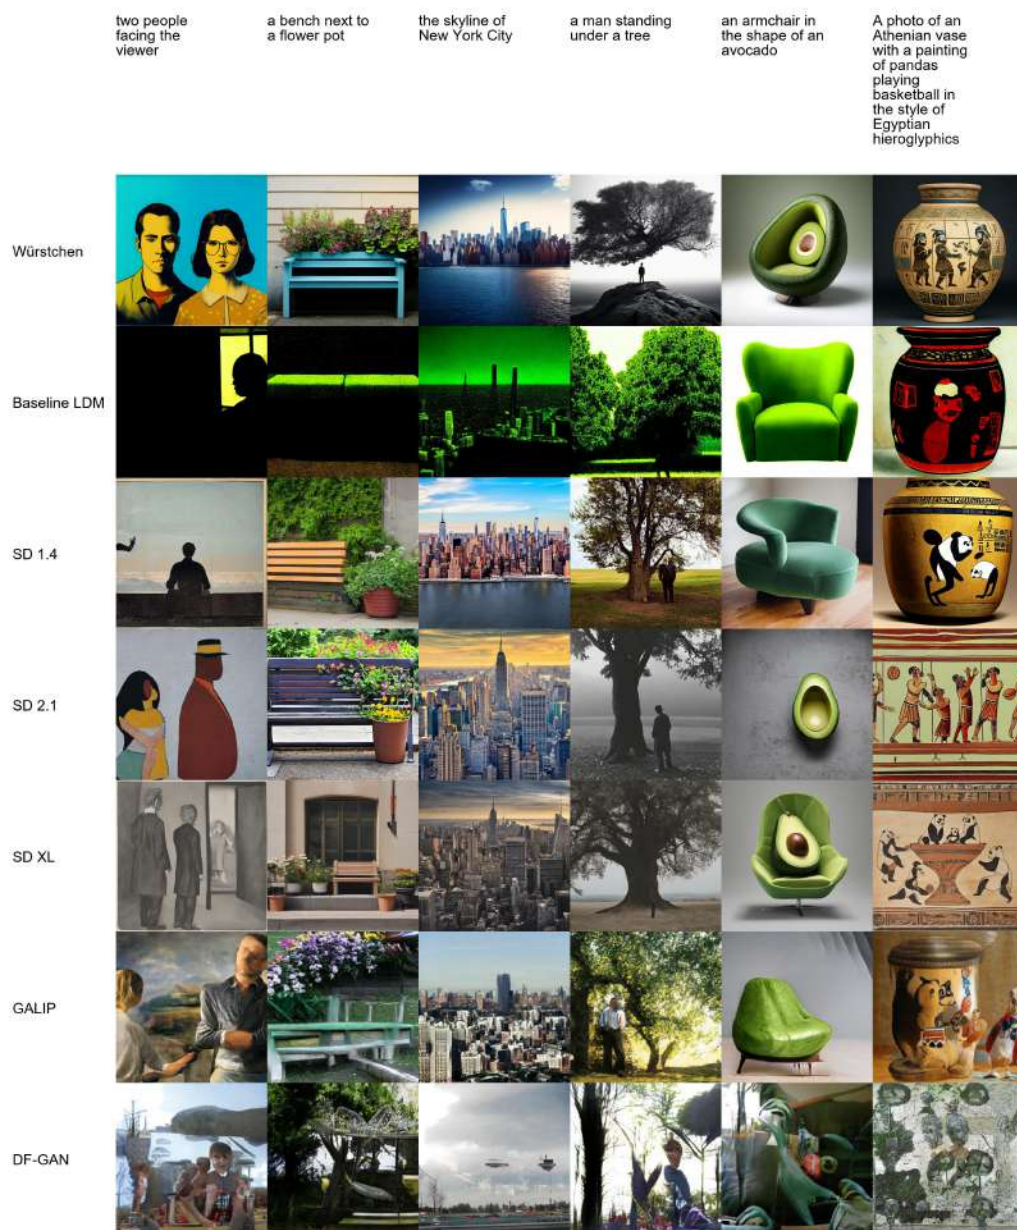 two people
facing the
viewer
a bench next to
a flower pot
the skyline of
New York City
a man standing
under a tree
an armchair in
the shape of an
avocado
A photo of an
Athenian vase
with a painting
of pandas
playing
basketball in
the style of
Egyptian
hieroglyphics
Würstchen
Baseline LDM
SD 1.4
SD 2.1
SD XL
GALIP
DF-GAN